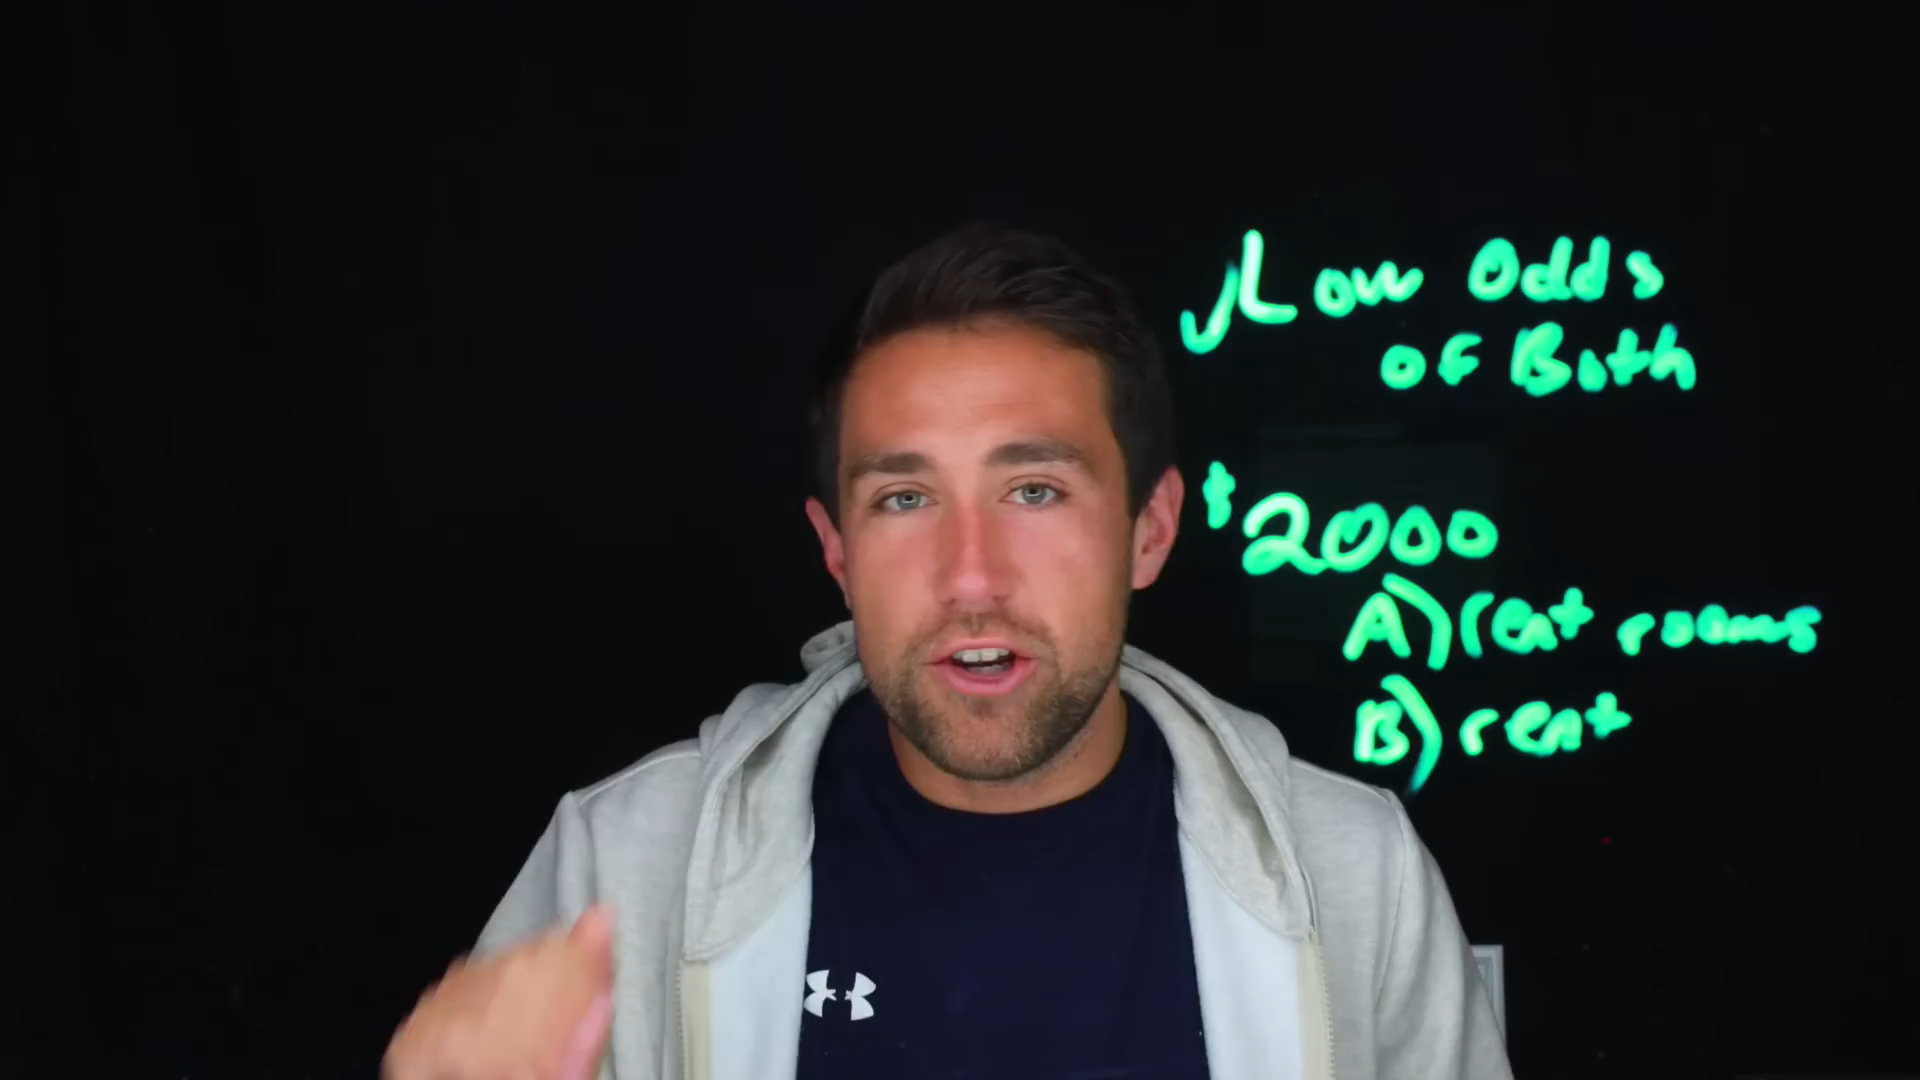 ✓Low Odds
of Both
$2000
A) rent rooms
B) rent